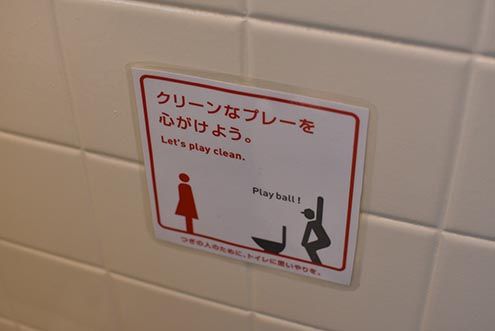 クリーンなプレーを
心がけよう。
Let's play clean.
Play ball !
つぎの人のために、トイレに思いやりを。